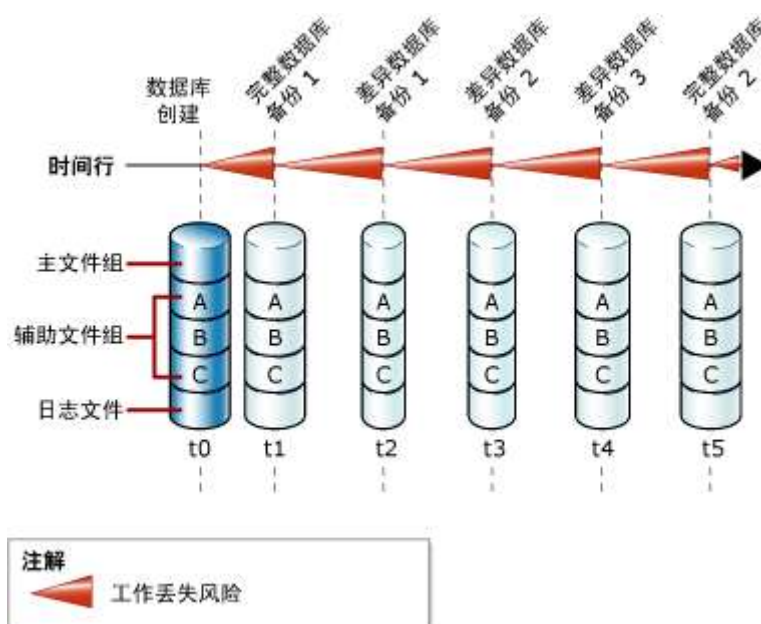 数据库
创建
完整数据库
备份 1
差异数据库
备份 1
差异数据库
备份 2
差异数据库
备份 3
完整数据库
备份 2
时间行
主文件组
辅助文件组
日志文件
A
B
C
A
B
C
A
B
C
A
B
C
A
B
C
A
B
C
t0
t1
t2
t3
t4
t5
注解
工作丢失风险